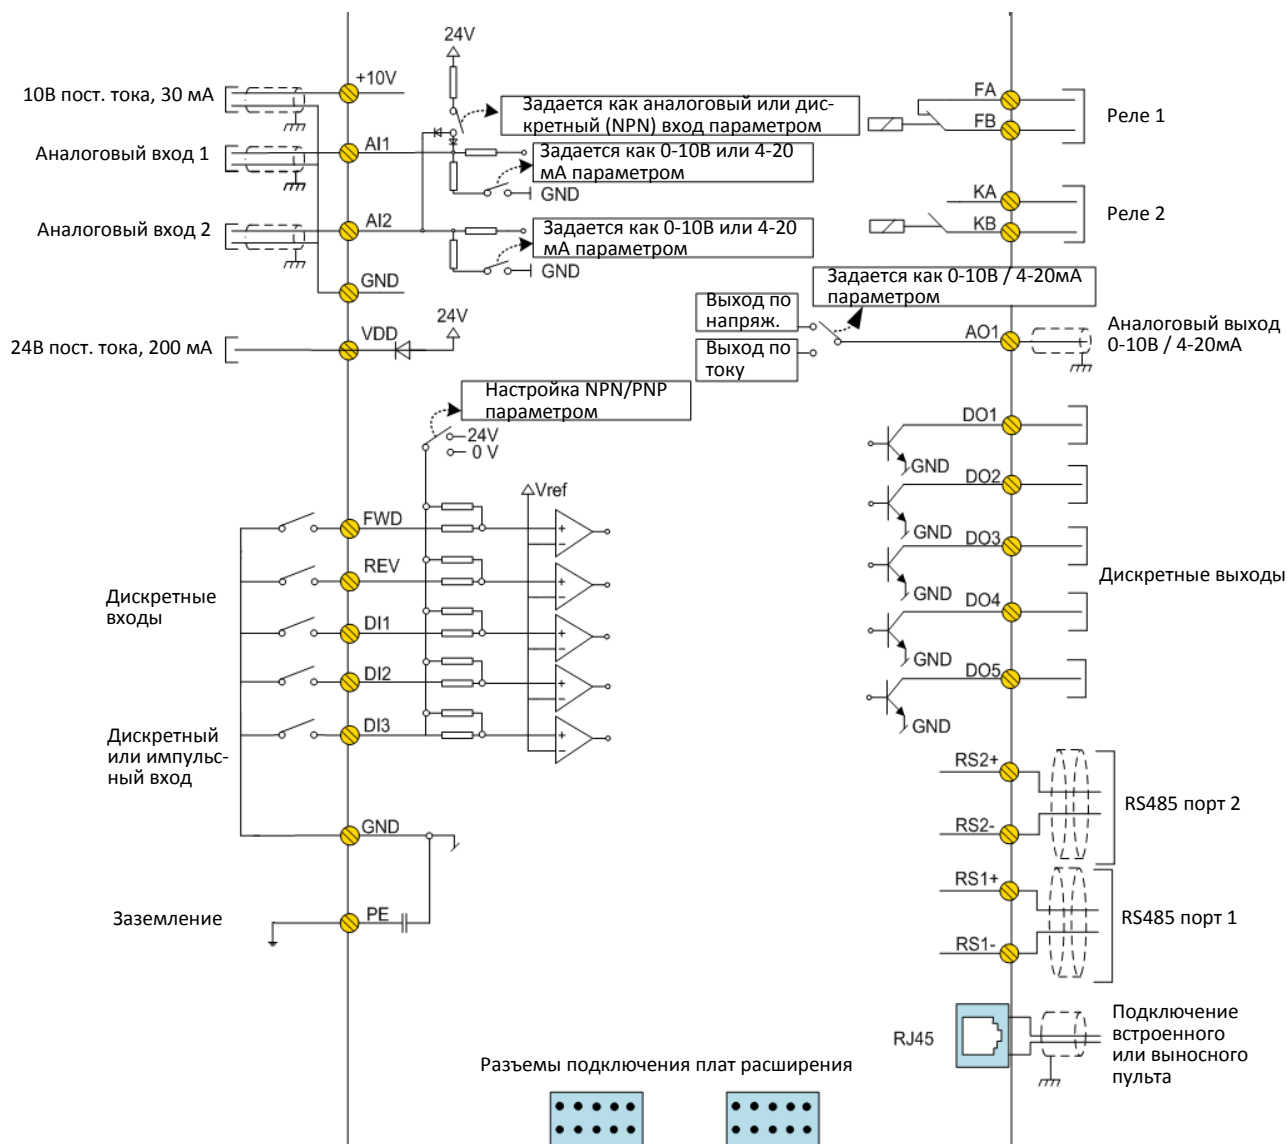 24V
+10V
10В пост. тока, 30 мА
Задается как аналоговый или дис-
кретный (NPN) вход параметром
AI1
Аналоговый вход 1
Задается как 0-10В или 4-20
мА параметром
GND
AI2
Аналоговый вход 2
Задается как 0-10В или 4-20
мА параметром
GND
GND
VDD
24V
24В пост. тока, 200 мА
Настройка NPN/PNP
параметром
24V
0 V
Vref
FWD
+
−
REV
+
−
Дискретные
входы
DI1
+
−
DI2
+
−
DI3
+
−
Дискретный
или импульс-
ный вход
GND
PE
Заземление
FA
FB
Реле 1
KA
KB
Реле 2
Задается как 0-10В / 4-20мА
параметром
Выход по
напряж.
Выход по
току
AO1
Аналоговый выход
0-10В / 4-20мА
DO1
GND
DO2
GND
DO3
GND
DO4
GND
DO5
GND
Дискретные выходы
RS2+
RS2-
RS485 порт 2
RS1+
RS1-
RS485 порт 1
RJ45
Подключение
встроенного
или выносного
пульта
Разъемы подключения плат расширения